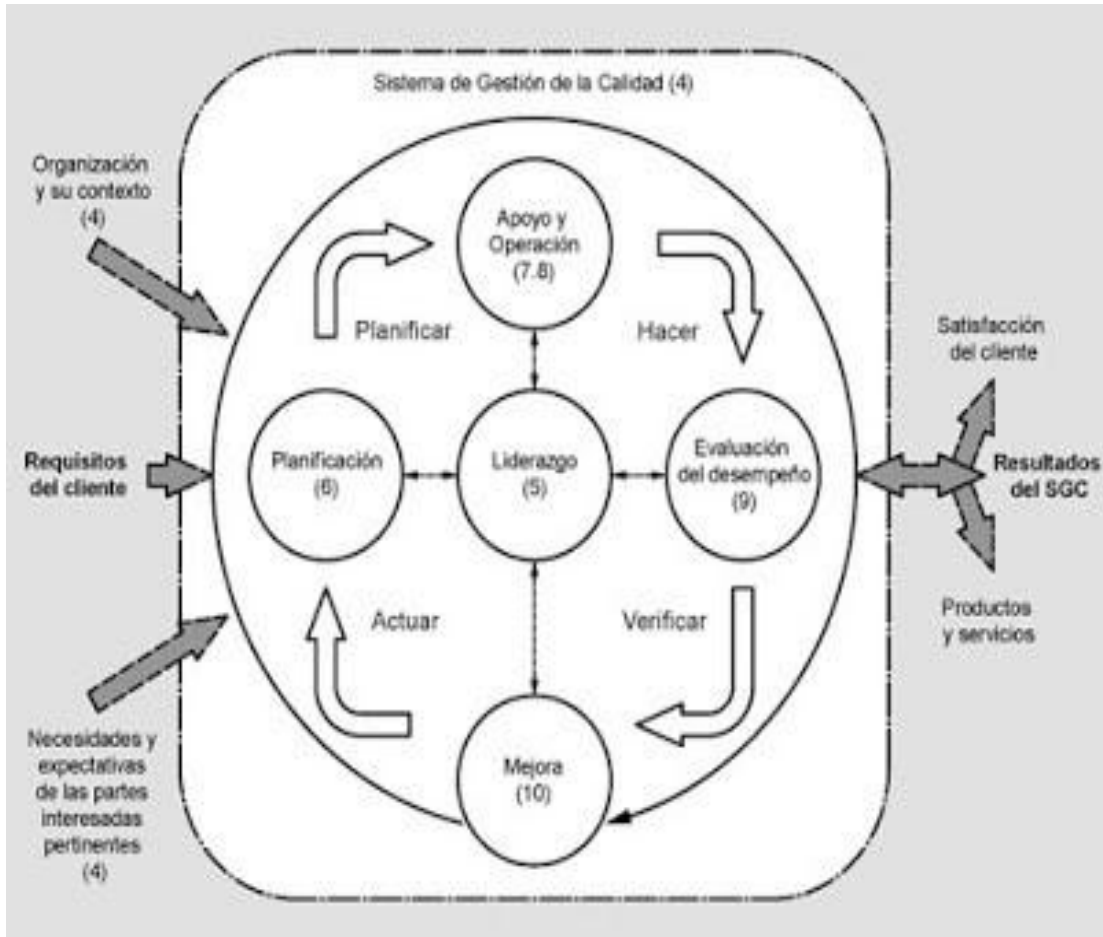 Sistema de Gestión de la Calidad (4)
Organización
y su contexto
(4)
Apoyo y
Operación
(7.8)
Planificar
Hacer
Satisfacción
del cliente
Requisitos
del cliente
Planificación
(6)
Liderazgo
(5)
Evaluación
del desempeño
(9)
Resultados
del SGC
Actuar
Verificar
Productos
y servicios
Necesidades y
expectativas
de las partes
interesadas
pertinentes
(4)
Mejora
(10)